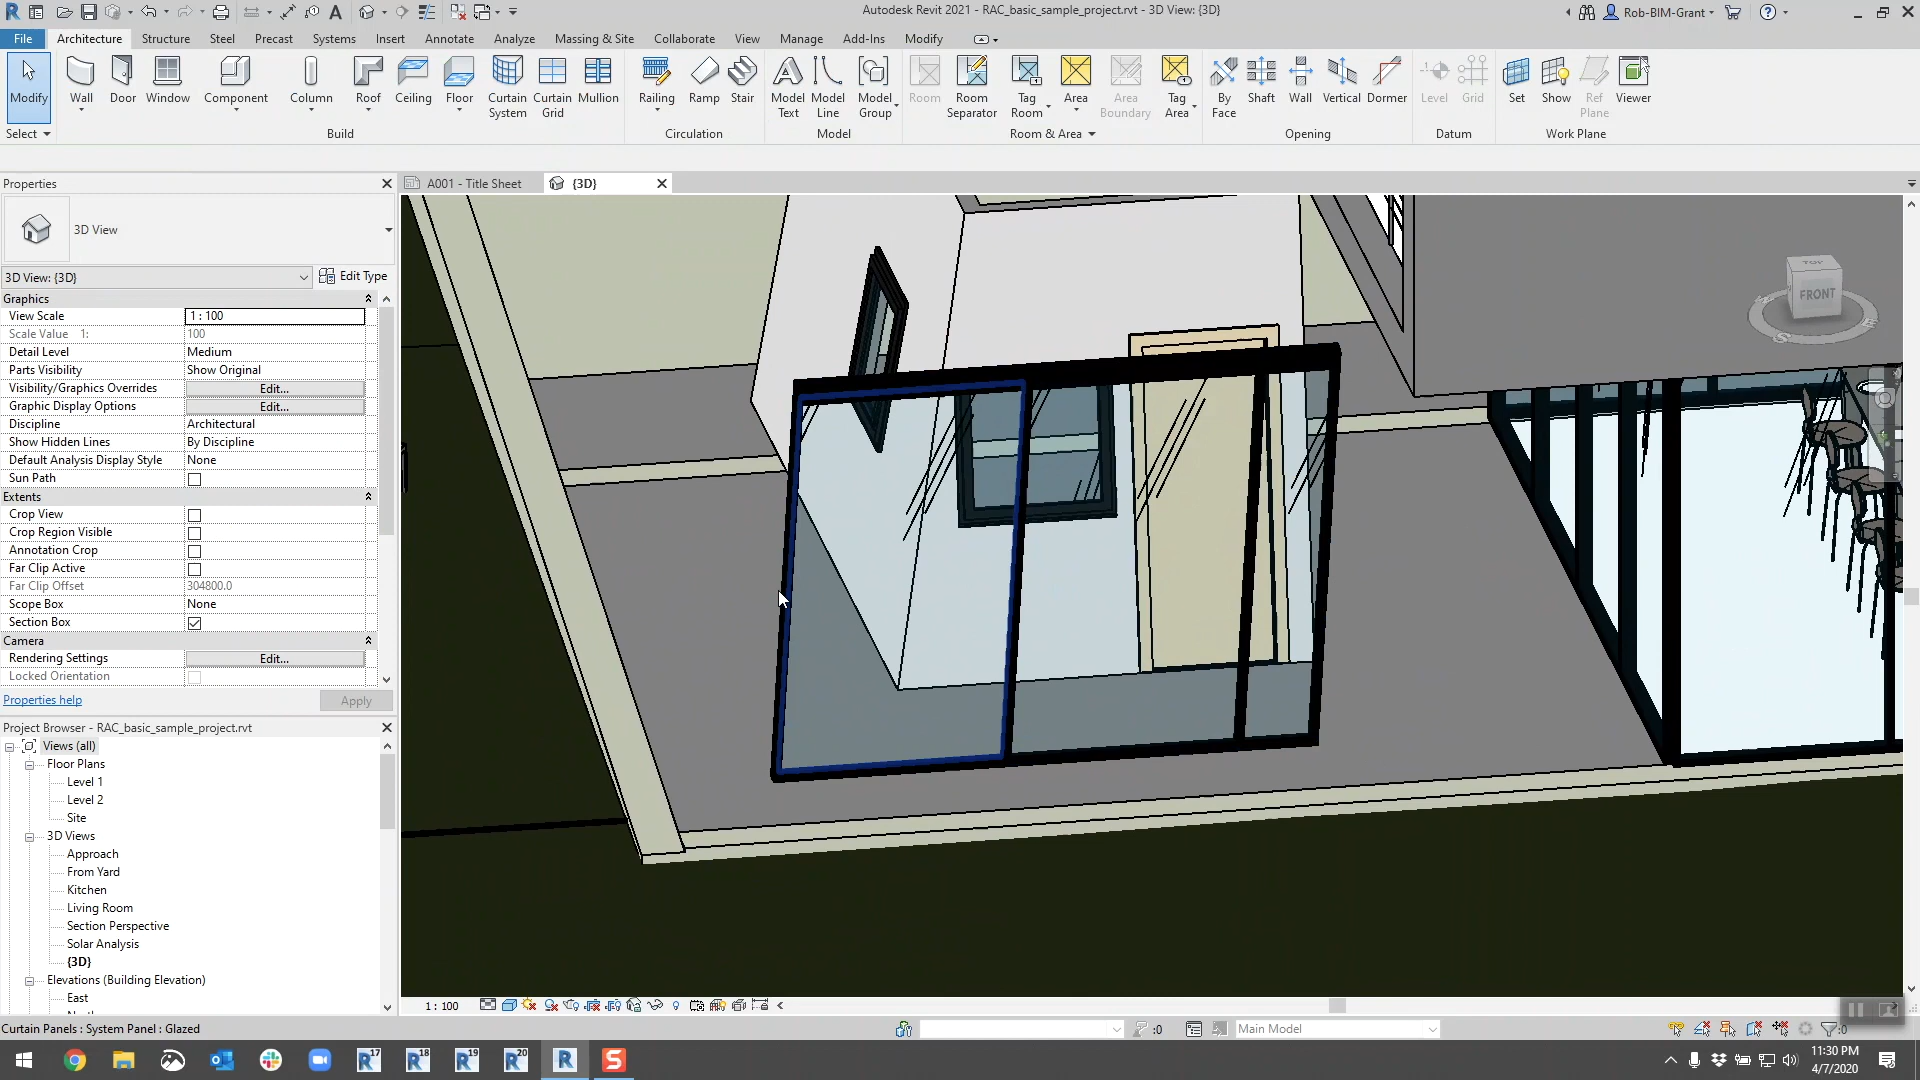 Autodesk Revit 2021 - RAC_basic_sample_project.rvt - 3D View: {3D}
Rob-BIM-Grant
File Architecture Structure Steel Precast Systems Insert Annotate Analyze Massing & Site Collaborate View Manage Add-Ins Modify
Modify Wall Door Window Component Column Roof Ceiling Floor Curtain System Curtain Grid Mullion Railing Ramp Stair Model Text Model Line Model Group Room Room Separator Tag Room Area Area Boundary Tag Area By Face Shaft Wall Vertical Dormer Level Grid Set Show Ref Plane Viewer
Select Build Circulation Model Room & Area Opening Datum Work Plane
Properties
A001 - Title Sheet
{3D}
3D View
3D View: {3D}
Edit Type
Graphics
View Scale 1 : 100
Scale Value 1: 100
Detail Level Medium
Parts Visibility Show Original
Visibility/Graphics Overrides Edit...
Graphic Display Options Edit...
Discipline Architectural
Show Hidden Lines By Discipline
Default Analysis Display Style None
Sun Path
Extents
Crop View
Crop Region Visible
Annotation Crop
Far Clip Active
Far Clip Offset 304800.0
Scope Box None
Section Box
Camera
Rendering Settings Edit...
Locked Orientation
Properties help
Apply
TOP
FRONT
S
E
Project Browser - RAC_basic_sample_project.rvt
Views (all)
Floor Plans
Level 1
Level 2
Site
3D Views
Approach
From Yard
Kitchen
Living Room
Section Perspective
Solar Analysis
{3D}
Elevations (Building Elevation)
East
1 : 100
Curtain Panels : System Panel : Glazed
:0
Main Model
:0
17 18 19 20
11:30 PM
4/7/2020